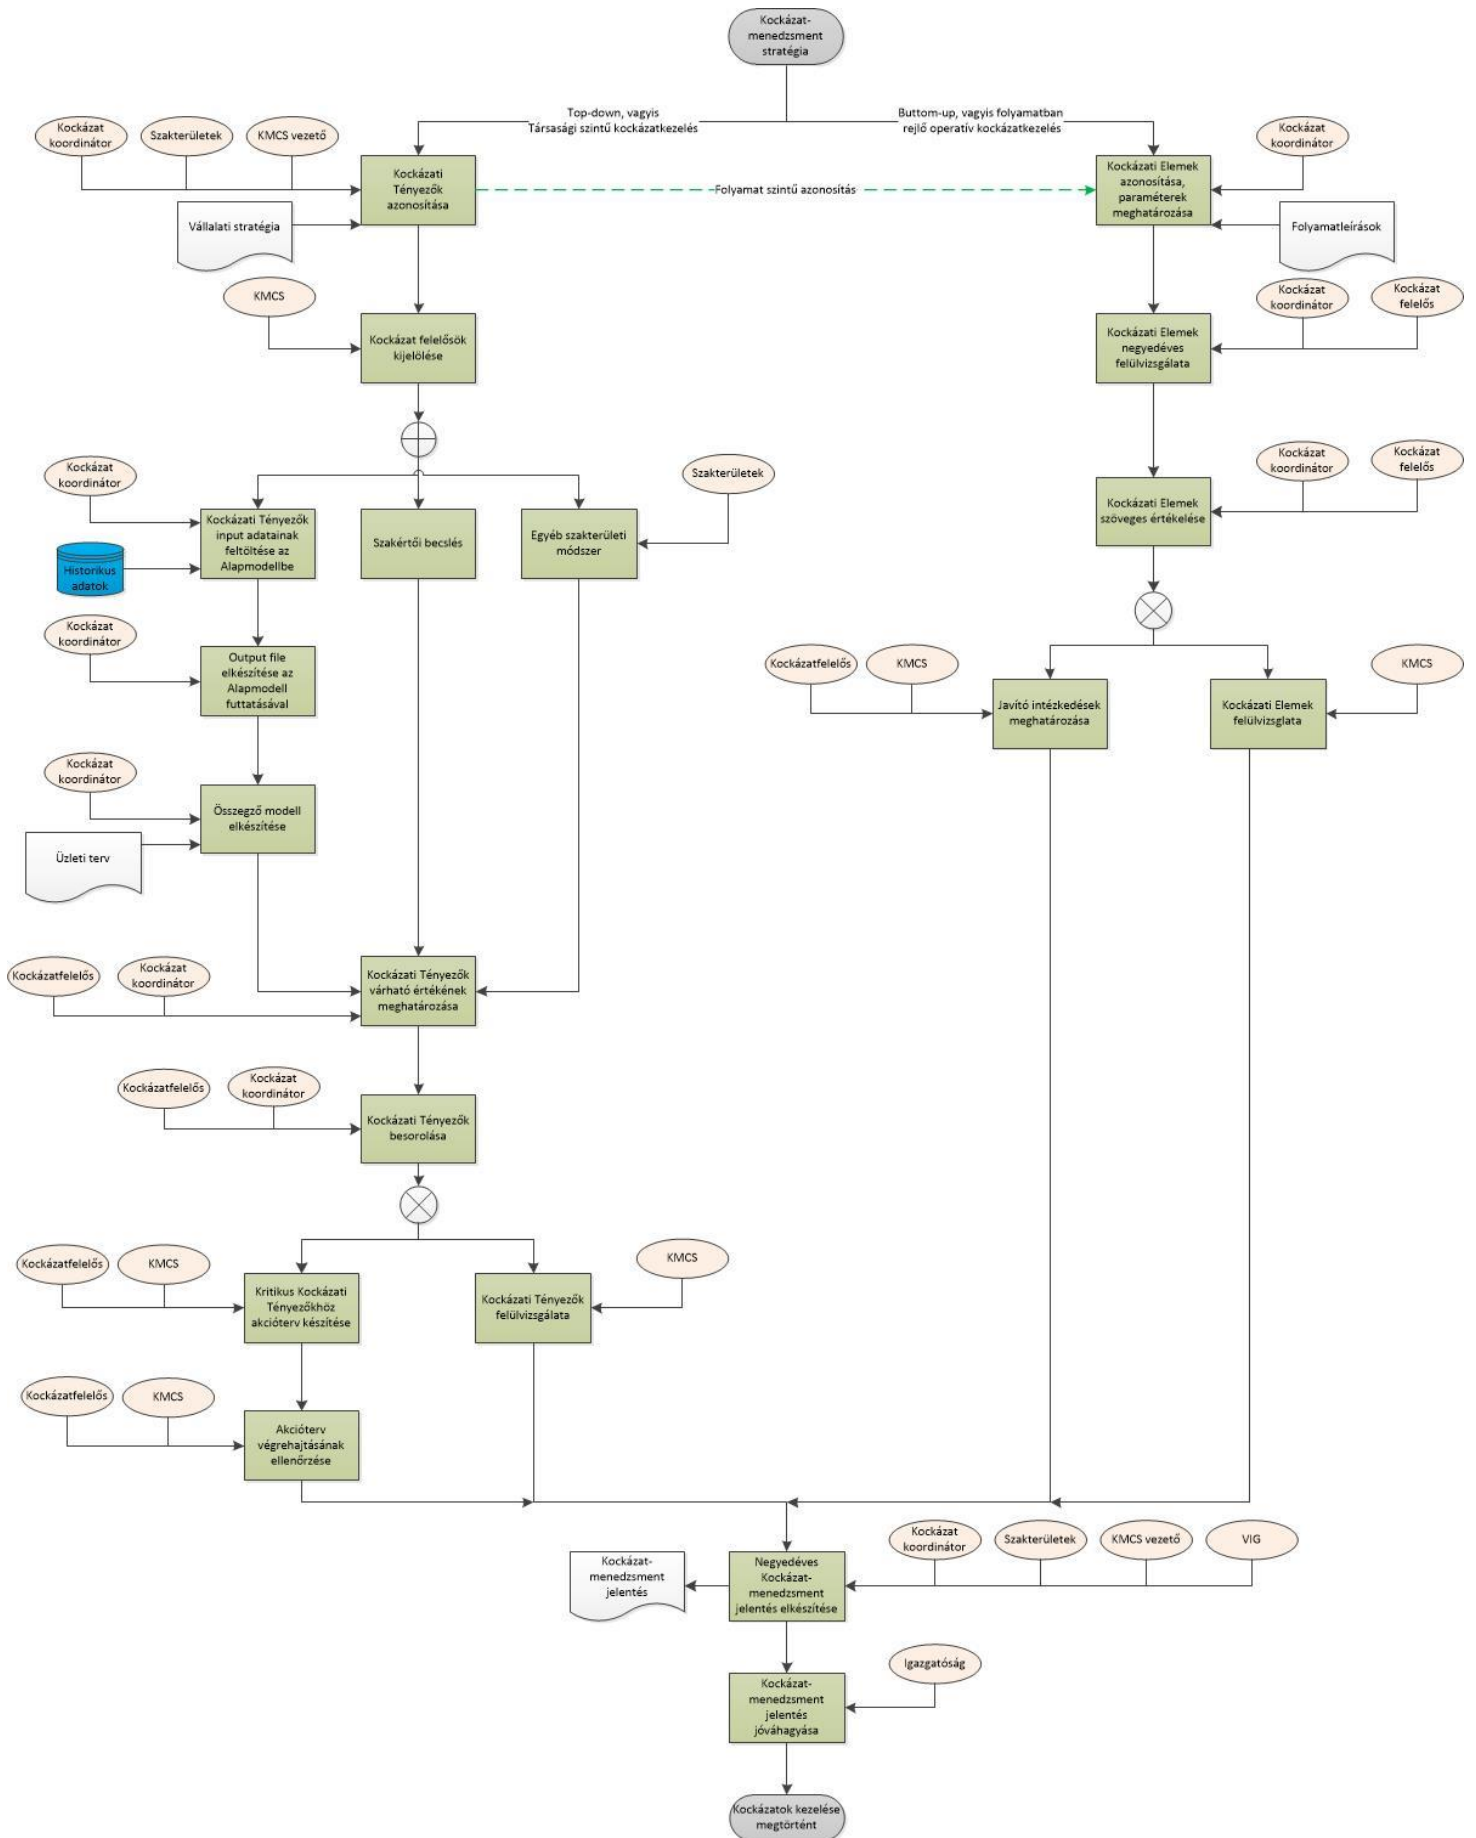 Kockázat-
menedzsment
stratégia
Top-down, vagyis
Társasági szintű kockázatkezelés
Buttom-up, vagyis folyamatban
rejlő operatív kockázatkezelés
Kockázat
koordinátor
Szakterületek
KMCS vezető
Kockázati
Tényezők
azonosítása
Folyamat szintű azonosítás
Kockázati Elemek
azonosítása,
paraméterek
meghatározása
Kockázat
koordinátor
Vállalati stratégia
Folyamatleírások
KMCS
Kockázat felelősök
kijelölése
Kockázati Elemek
negyedéves
felülvizsgálata
Kockázat
koordinátor
Kockázat
felelős
Kockázat
koordinátor
Kockázati Tényezők
input adatainak
feltöltése az
Alapmodellbe
Historikus
adatok
Szakértői becslés
Egyéb szakterületi
módszer
Szakterületek
Kockázati Elemek
szöveges értékelése
Kockázat
koordinátor
Kockázat
felelős
Kockázat
koordinátor
Output file
elkészítése az
Alapmodell
futtatásával
Kockázatfelelős
KMCS
Javító intézkedések
meghatározása
Kockázati Elemek
felülvizsglata
KMCS
Kockázat
koordinátor
Összegző modell
elkészítése
Üzleti terv
Kockázatfelelős
Kockázat
koordinátor
Kockázati Tényezők
várható értékének
meghatározása
Kockázatfelelős
Kockázat
koordinátor
Kockázati Tényezők
besorolása
Kockázatfelelős
KMCS
Kritikus Kockázati
Tényezőkhöz
akcióterv készítése
Kockázati Tényezők
felülvizsgálata
KMCS
Kockázatfelelős
KMCS
Akcióterv
végrehajtásának
ellenőrzése
Kockázat-
menedzsment
jelentés
Negyedéves
Kockázat-
menedzsment
jelentés elkészítése
Kockázat
koordinátor
Szakterületek
KMCS vezető
VIG
Kockázat-
menedzsment
jelentés
jóváhagyása
Igazgatóság
Kockázatok kezelése
megtörtént